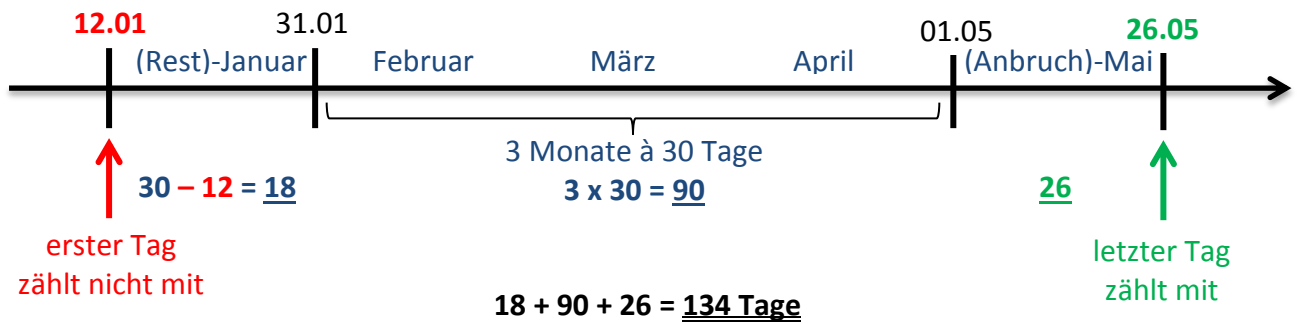 12.01 31.01 01.05 26.05
(Rest)-Januar Februar März April (Anbruch)-Mai
3 Monate à 30 Tage
30 – 12 = 18 3 x 30 = 90 26
erster Tag
zählt nicht mit
letzter Tag
zählt mit
18 + 90 + 26 = 134 Tage